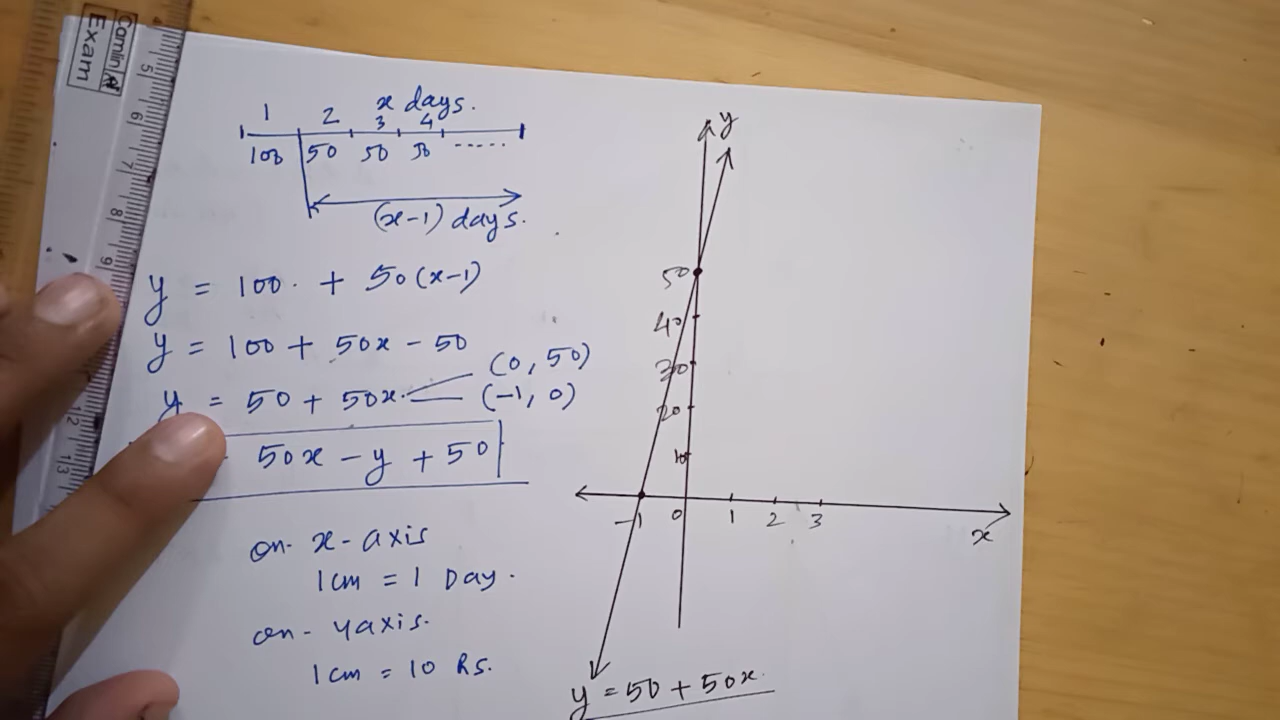 Camlin
Exam
5 6 7 8 9 12 13
x days.
1 2 3 4
100 50 50 50 .....
(x-1) days.
y = 100. + 50(x-1)
y = 100 + 50x - 50
y = 50 + 50x. (0, 50)
(-1, 0)
50x - y + 50
on- x-axis
1cm = 1 Day.
on- yaxis.
1cm = 10 Rs.
y
50
40
30
20
10
-1 0 1 2 3
x
y = 50 + 50x.